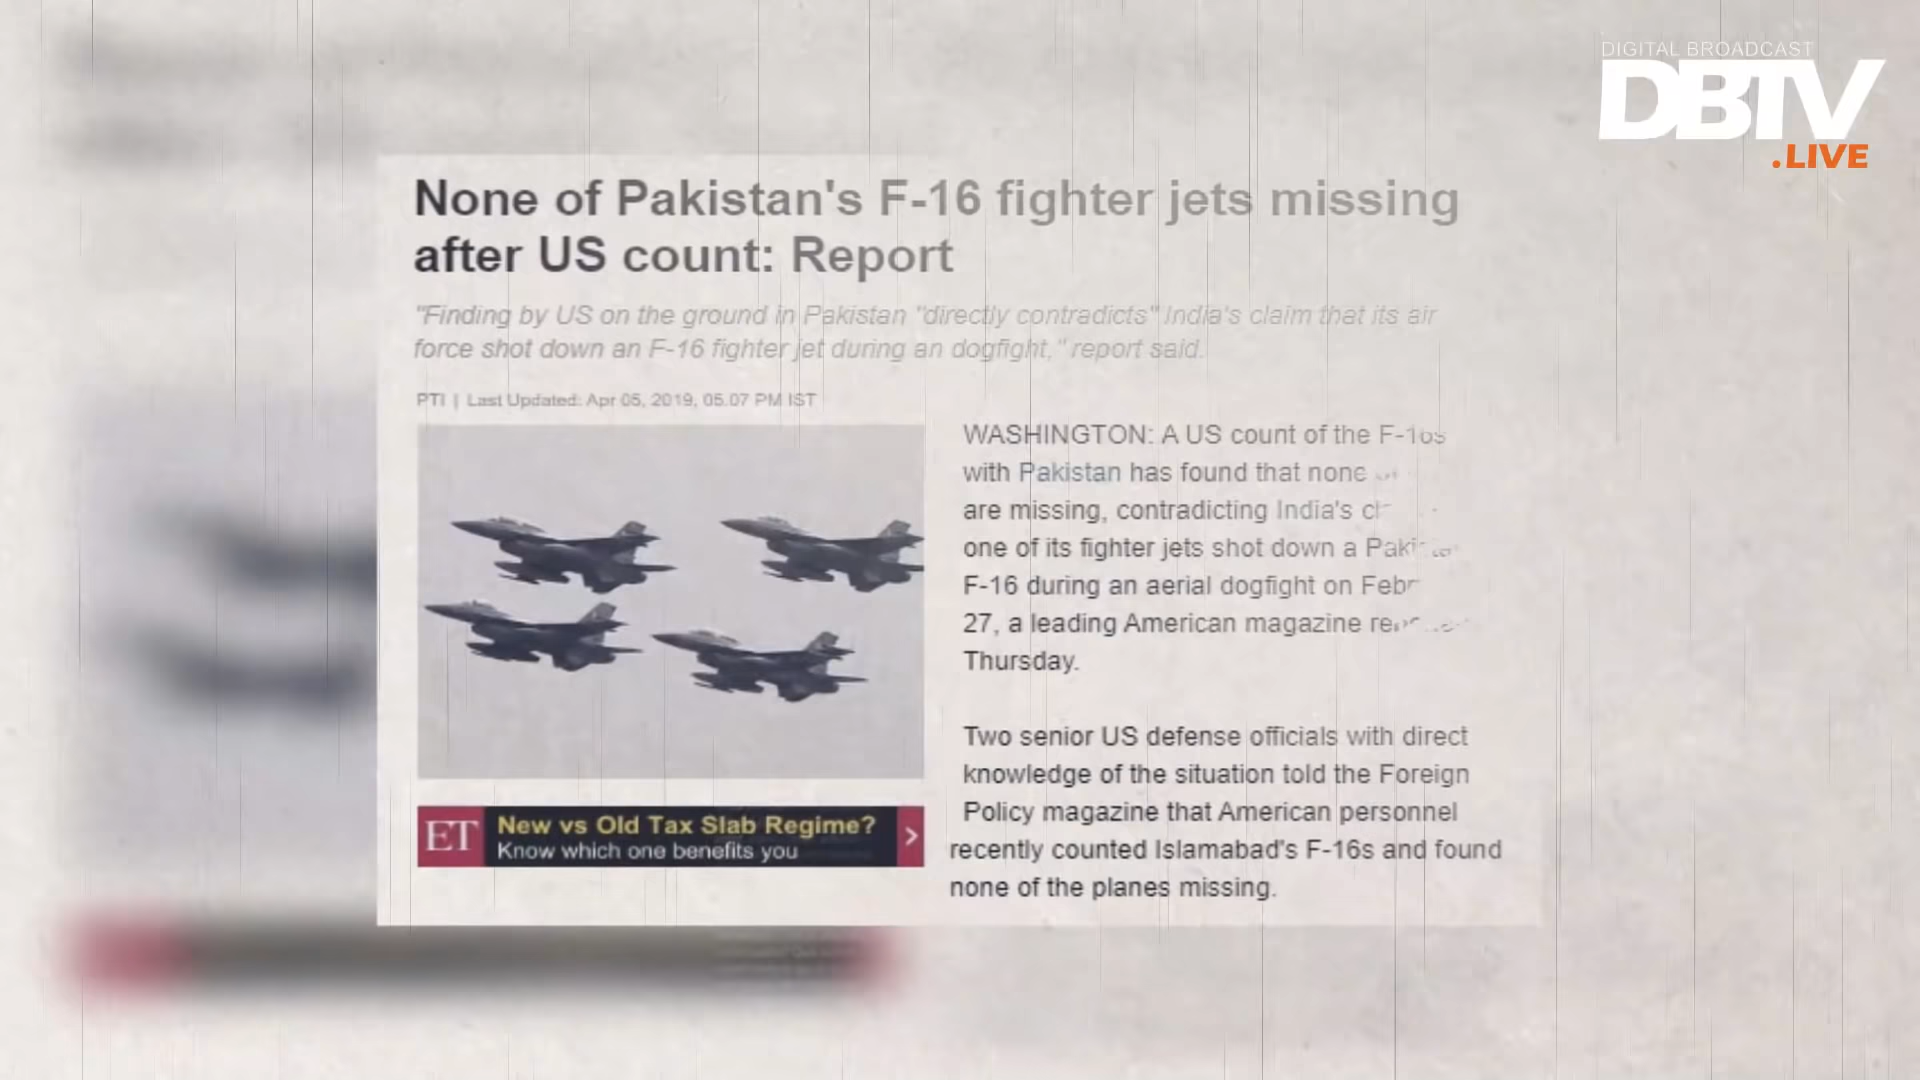 DIGITAL BROADCAST
DBTV
.LIVE
None of Pakistan's F-16 fighter jets missing
after US count: Report
"Finding by US on the ground in Pakistan "directly contradicts" India's claim that its air
force shot down an F-16 fighter jet during an dogfight," report said.
PTI | Last Updated: Apr 05, 2019, 05.07 PM IST
WASHINGTON: A US count of the F-16s
with Pakistan has found that none
are missing, contradicting India's
one of its fighter jets shot down a
F-16 during an aerial dogfight on
27, a leading American magazine
Thursday.
Two senior US defense officials with direct
knowledge of the situation told the Foreign
Policy magazine that American personnel
recently counted Islamabad's F-16s and found
none of the planes missing.
ET
New vs Old Tax Slab Regime?
Know which one benefits you